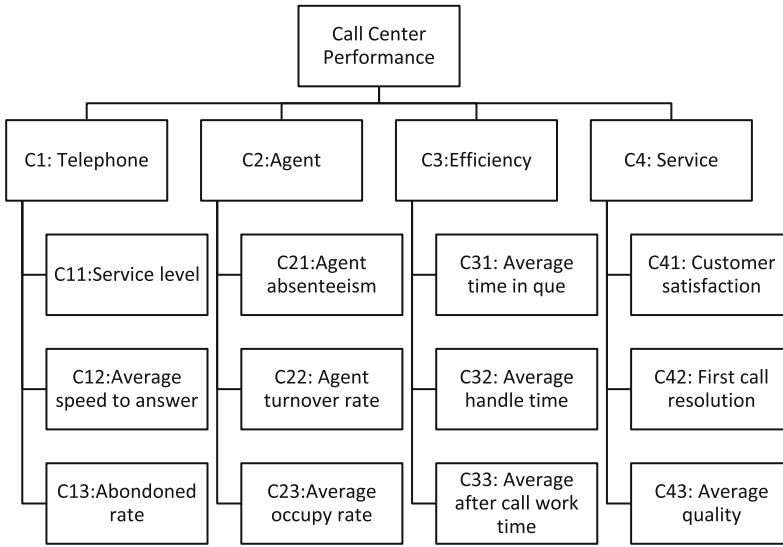 Call Center
Performance
C1: Telephone
C2:Agent
C3:Efficiency
C4: Service
C11:Service level
C21:Agent
absenteeism
C31: Average
time in que
C41: Customer
satisfaction
C12:Average
speed to answer
C22: Agent
turnover rate
C32: Average
handle time
C42: First call
resolution
C13:Abondoned
rate
C23:Average
occupy rate
C33: Average
after call work
time
C43: Average
quality